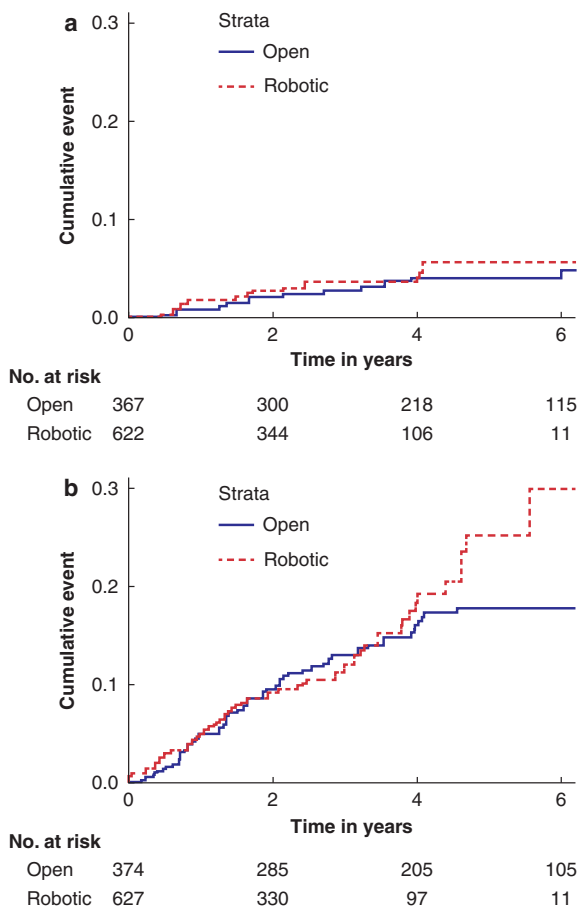 a
Strata
Open
Robotic
0.3
0.2
0.1
0.0
Cumulative event
0 2 4 6
Time in years
No. at risk
Open 367 300 218 115
Robotic 622 344 106 11
b
Strata
Open
Robotic
0.3
0.2
0.1
0.0
Cumulative event
0 2 4 6
Time in years
No. at risk
Open 374 285 205 105
Robotic 627 330 97 11